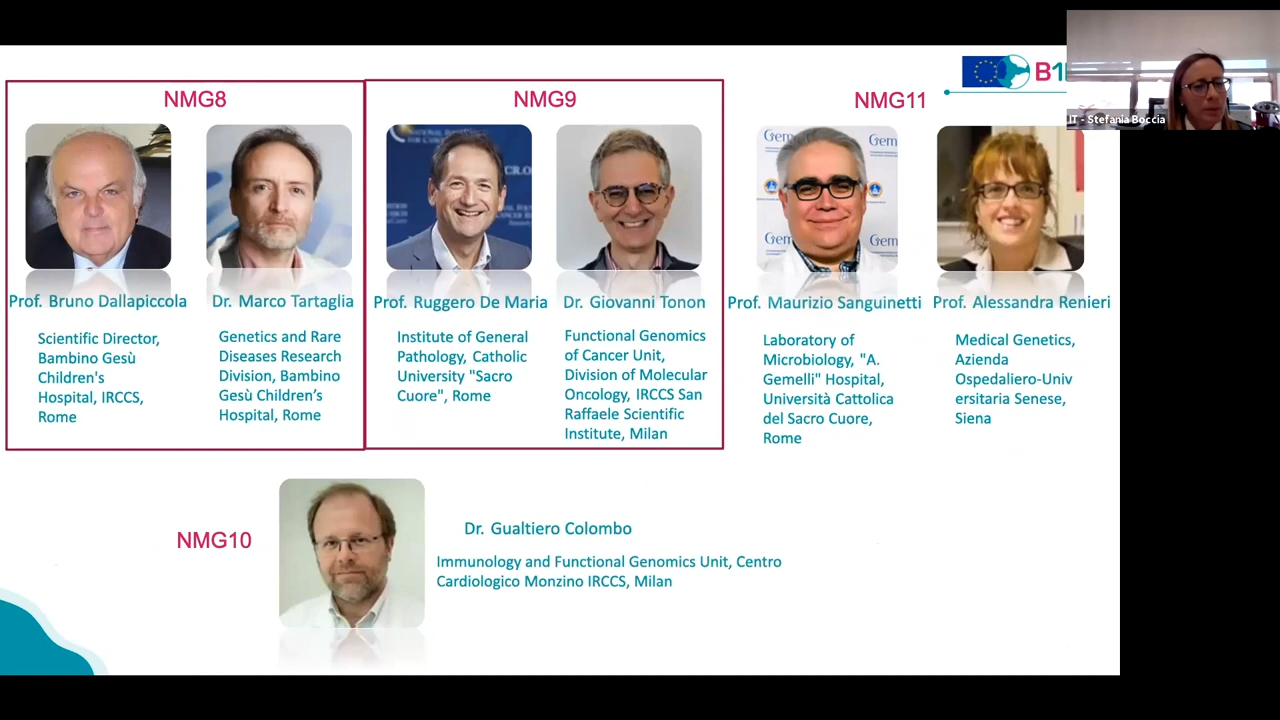 B1
IT - Stefania Boccia
NMG8
NMG9
NMG11
Prof. Bruno Dallapiccola
Scientific Director,
Bambino Gesù
Children's
Hospital, IRCCS,
Rome
Dr. Marco Tartaglia
Genetics and Rare
Diseases Research
Division, Bambino
Gesù Children’s
Hospital, Rome
Prof. Ruggero De Maria
Institute of General
Pathology, Catholic
University "Sacro
Cuore", Rome
Dr. Giovanni Tonon
Functional Genomics
of Cancer Unit,
Division of Molecular
Oncology, IRCCS San
Raffaele Scientific
Institute, Milan
Prof. Maurizio Sanguinetti
Laboratory of
Microbiology, "A.
Gemelli" Hospital,
Università Cattolica
del Sacro Cuore,
Rome
Prof. Alessandra Renieri
Medical Genetics,
Azienda
Ospedaliero-Univ
ersitaria Senese,
Siena
NMG10
Dr. Gualtiero Colombo
Immunology and Functional Genomics Unit, Centro
Cardiologico Monzino IRCCS, Milan